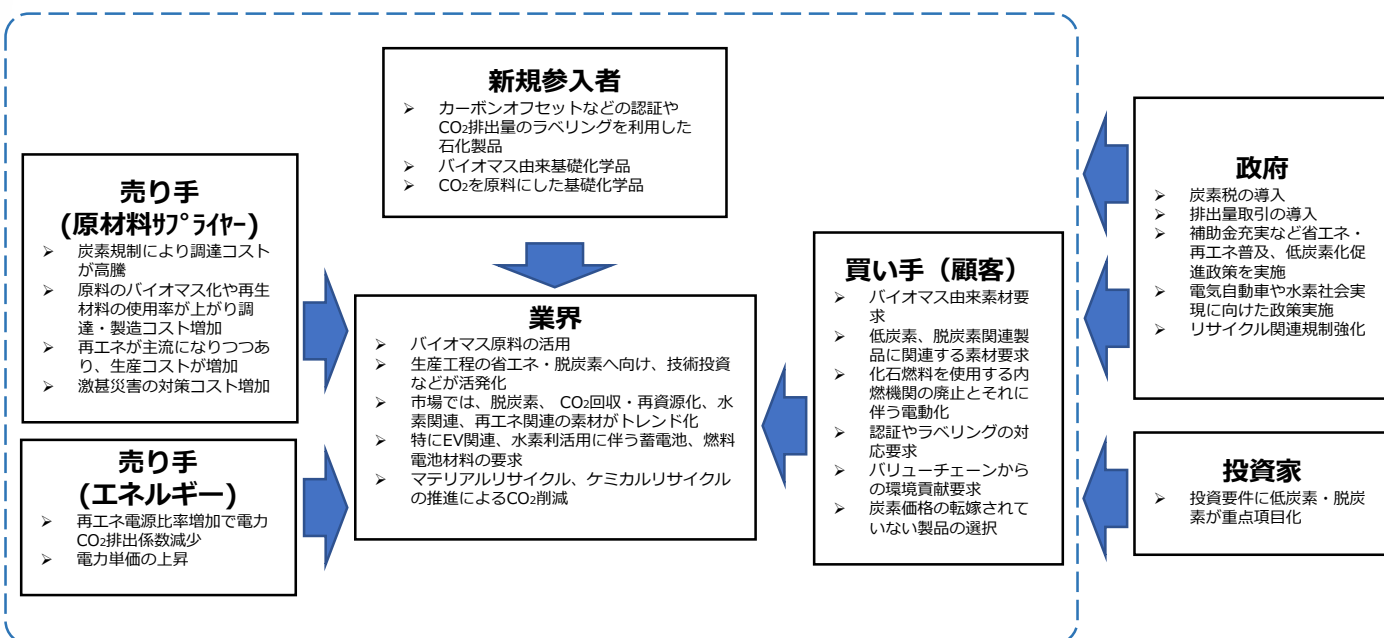 新規参入者
➢ カーボンオフセットなどの認証や
CO₂排出量のラベリングを利用した
石化製品
➢ バイオマス由来基礎化学品
➢ CO₂を原料にした基礎化学品
売り手
(原材料ｻﾌﾟﾗｲﾔｰ)
➢ 炭素規制により調達コスト
が高騰
➢ 原料のバイオマス化や再生
材料の使用率が上がり調
達・製造コスト増加
➢ 再エネが主流になりつつあ
り、生産コストが増加
➢ 激甚災害の対策コスト増加
売り手
(エネルギー)
➢ 再エネ電源比率増加で電力
CO₂排出係数減少
➢ 電力単価の上昇
業界
➢ バイオマス原料の活用
➢ 生産工程の省エネ・脱炭素へ向け、技術投資
などが活発化
➢ 市場では、脱炭素、 CO₂回収・再資源化、水
素関連、再エネ関連の素材がトレンド化
➢ 特にEV関連、水素利活用に伴う蓄電池、燃料
電池材料の要求
➢ マテリアルリサイクル、ケミカルリサイクル
の推進によるCO₂削減
買い手（顧客）
➢ バイオマス由来素材要
求
➢ 低炭素、脱炭素関連製
品に関連する素材要求
➢ 化石燃料を使用する内
燃機関の廃止とそれに
伴う電動化
➢ 認証やラベリングの対
応要求
➢ バリューチェーンから
の環境貢献要求
➢ 炭素価格の転嫁されて
いない製品の選択
政府
➢ 炭素税の導入
➢ 排出量取引の導入
➢ 補助金充実など省エネ・
再エネ普及、低炭素化促
進政策を実施
➢ 電気自動車や水素社会実
現に向けた政策実施
➢ リサイクル関連規制強化
投資家
➢ 投資要件に低炭素・脱炭
素が重点項目化